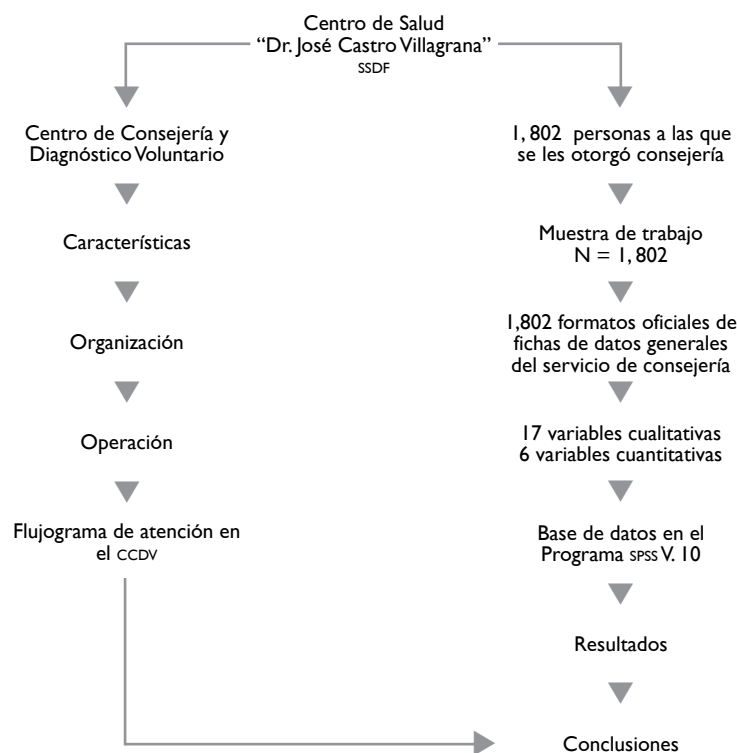 Centro de Salud
“Dr. José Castro Villagrana”
SSDF
Centro de Consejería y
Diagnóstico Voluntario
Características
Organización
Operación
Flujograma de atención en
el CCDV
1, 802 personas a las que
se les otorgó consejería
Muestra de trabajo
N = 1, 802
1,802 formatos oficiales de
fichas de datos generales
del servicio de consejería
17 variables cualitativas
6 variables cuantitativas
Base de datos en el
Programa SPSS V. 10
Resultados
Conclusiones